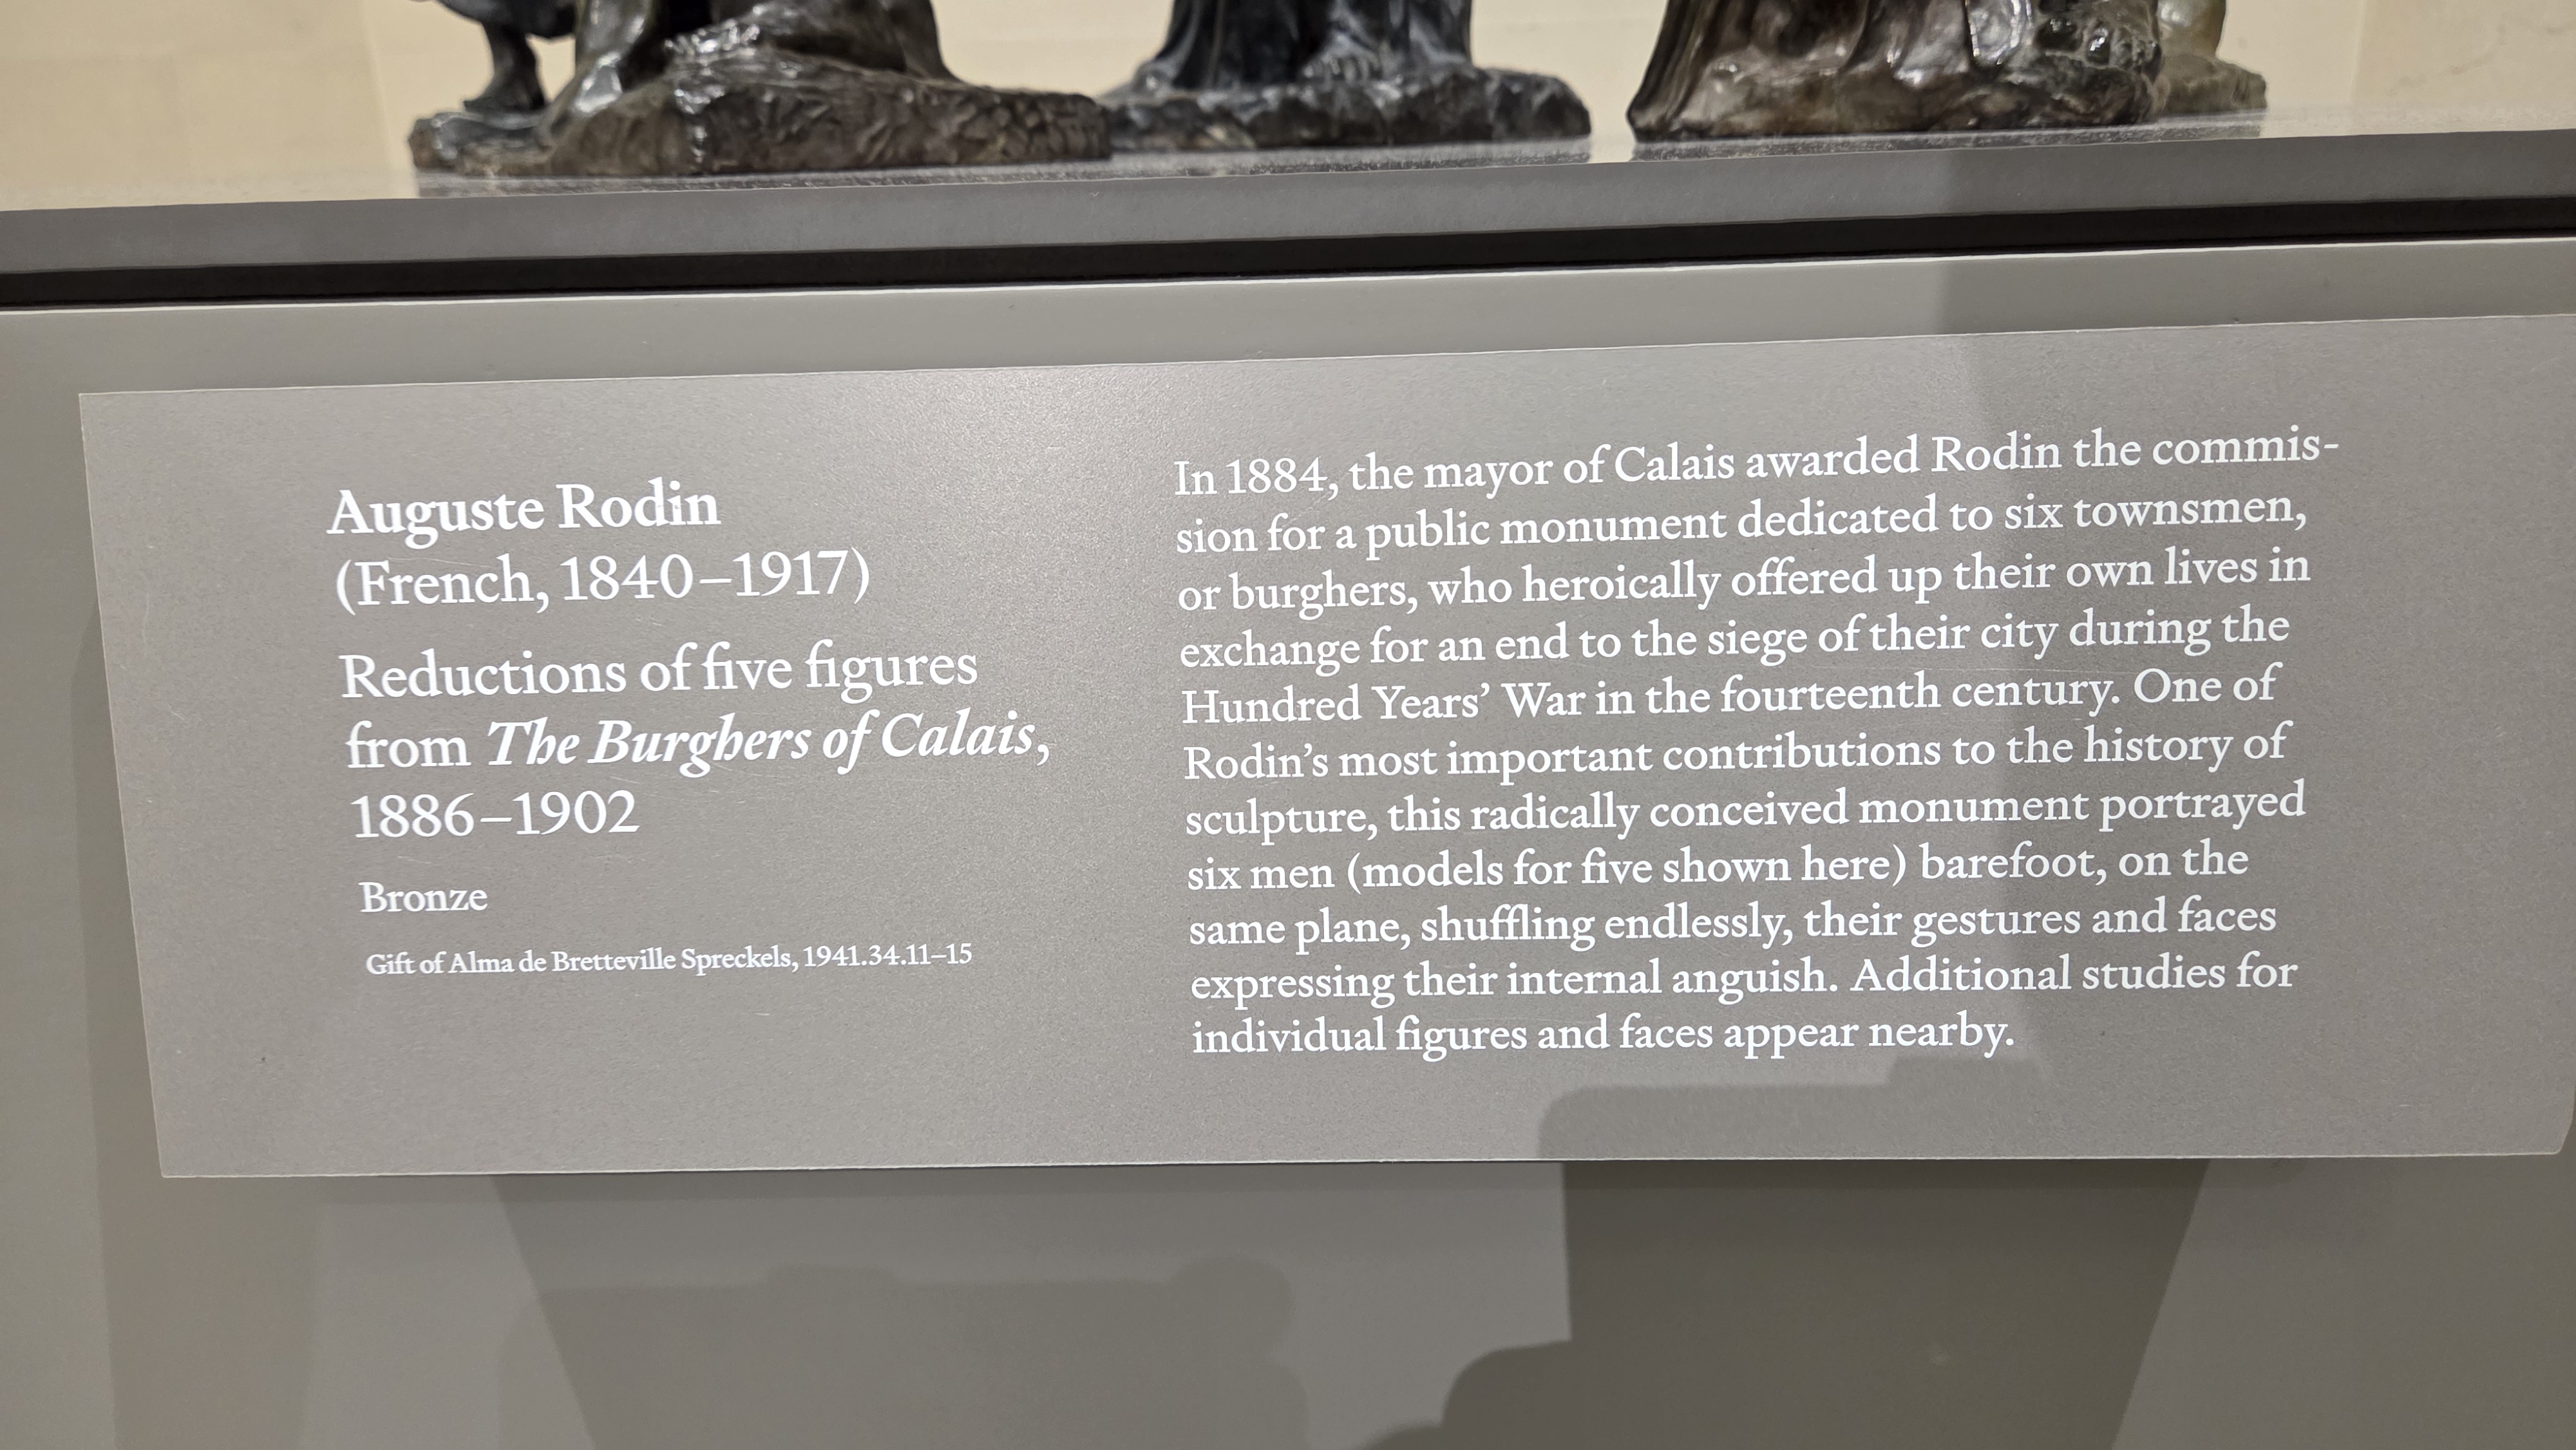 Auguste Rodin
(French, 1840–1917)
Reductions of five figures
from The Burghers of Calais,
1886–1902
Bronze
Gift of Alma de Bretteville Spreckels, 1941.34.11–15
In 1884, the mayor of Calais awarded Rodin the commis-
sion for a public monument dedicated to six townsmen,
or burghers, who heroically offered up their own lives in
exchange for an end to the siege of their city during the
Hundred Years’ War in the fourteenth century. One of
Rodin’s most important contributions to the history of
sculpture, this radically conceived monument portrayed
six men (models for five shown here) barefoot, on the
same plane, shuffling endlessly, their gestures and faces
expressing their internal anguish. Additional studies for
individual figures and faces appear nearby.